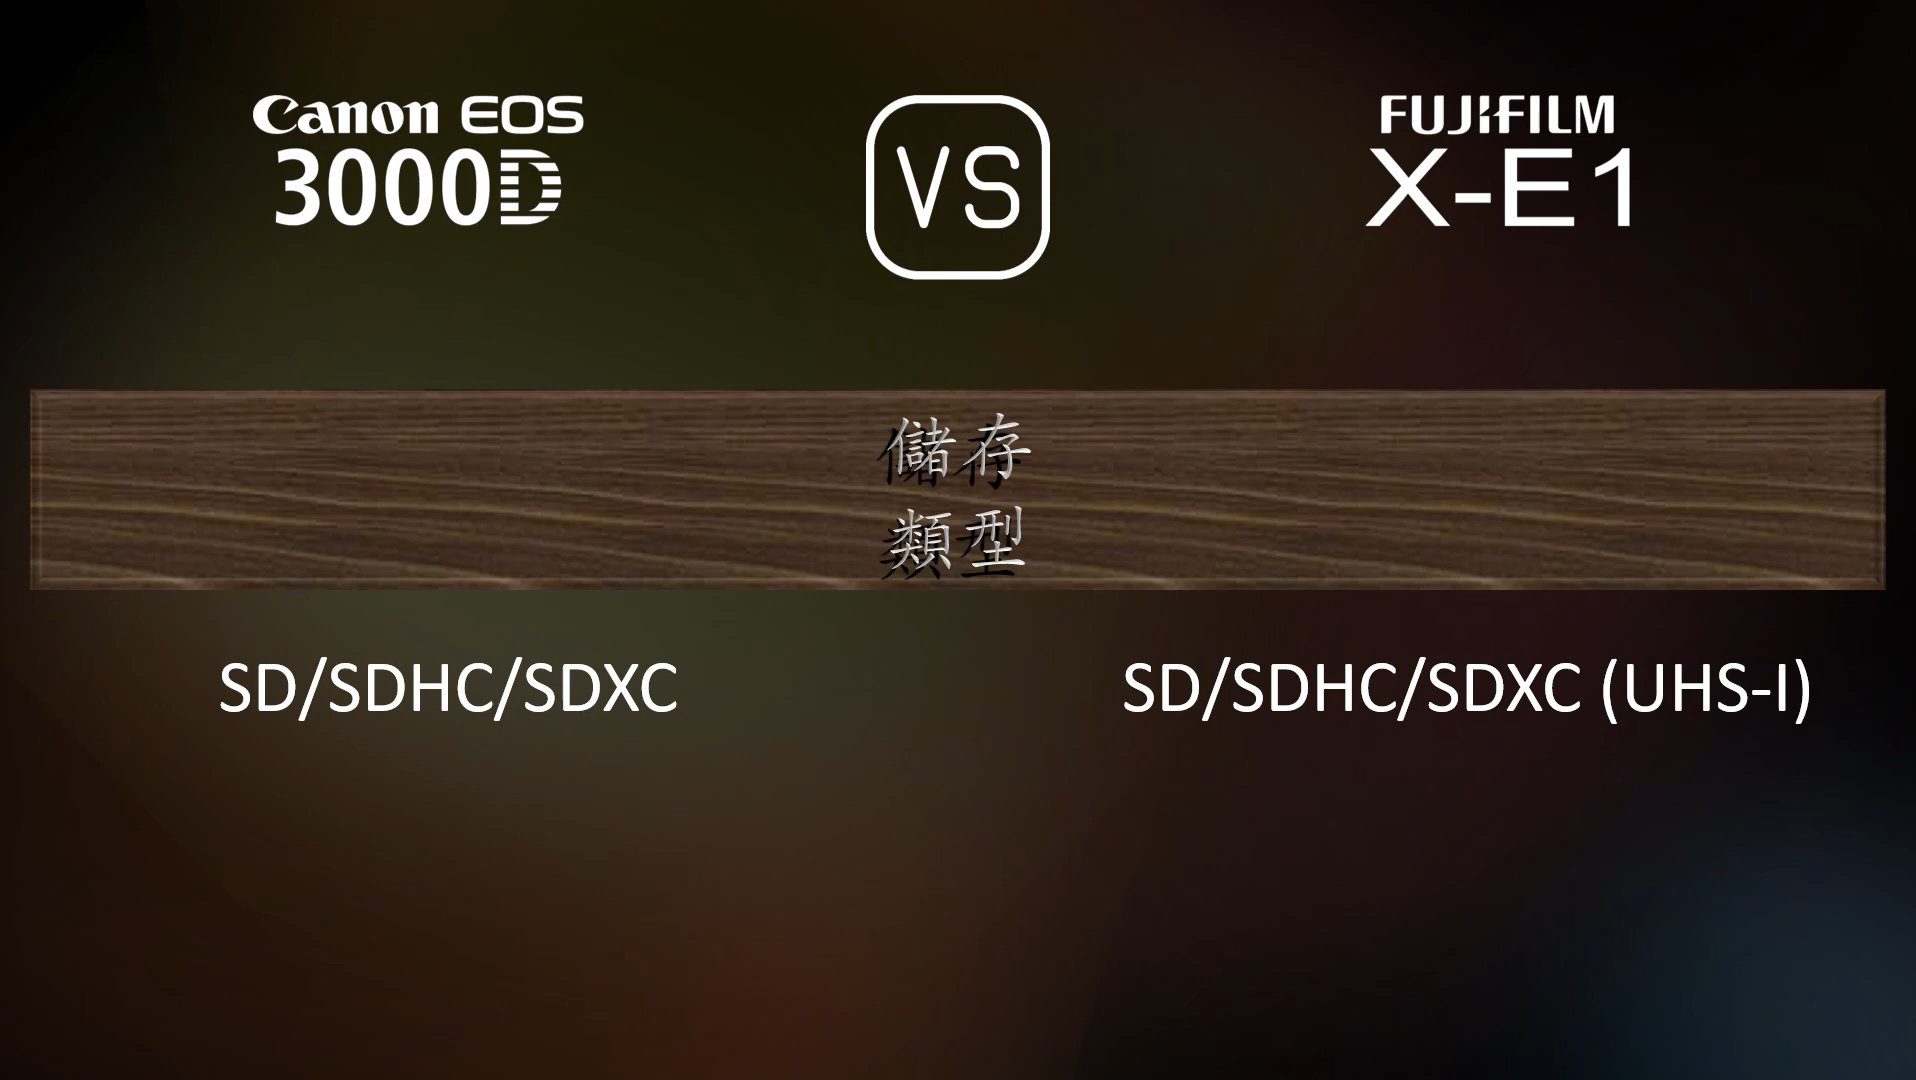 Canon EOS
3000D
VS
FUJIFILM
X-E1
儲存
類型
SD/SDHC/SDXC
SD/SDHC/SDXC (UHS-I)